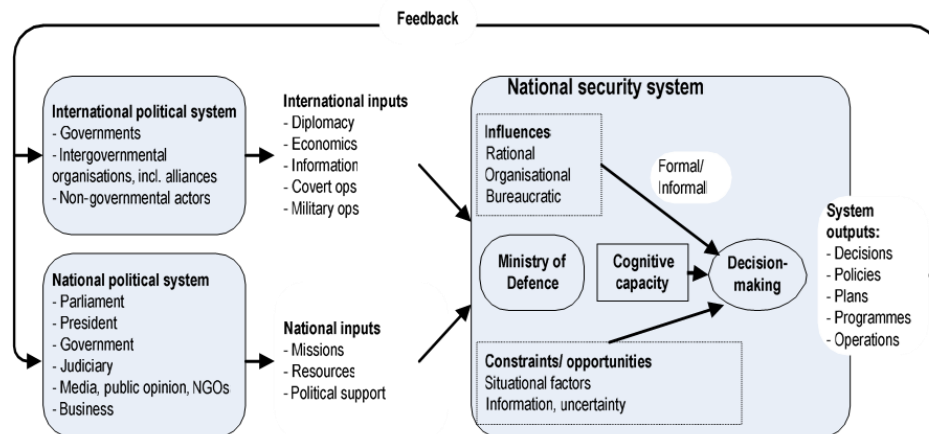 Feedback
International political system
- Governments
- Intergovernmental
organisations, incl. alliances
- Non-governmental actors
International inputs
- Diplomacy
- Economics
- Information
- Covert ops
- Military ops
National political system
- Parliament
- President
- Government
- Judiciary
- Media, public opinion, NGOs
- Business
National inputs
- Missions
- Resources
- Political support
National security system
Influences
Rational
Organisational
Bureaucratic
Formal/
Informal
Ministry of
Defence
Cognitive
capacity
Decision-
making
Constraints/ opportunities
Situational factors
Information, uncertainty
System
outputs:
- Decisions
- Policies
- Plans
- Programmes
- Operations